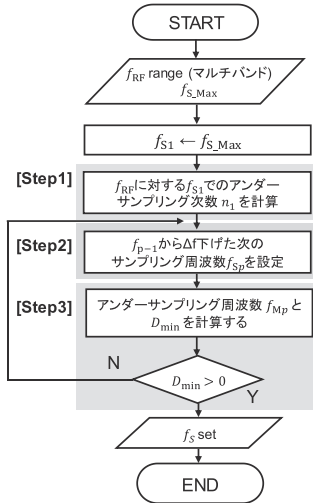 START
f_RF range (マルチバンド)
f_S_Max
f_S1 ← f_S_Max
[Step1]
f_RFに対するf_S1でのアンダー
サンプリング次数 n_1 を計算
[Step2]
f_p−1からΔf下げた次の
サンプリング周波数f_Spを設定
[Step3]
アンダーサンプリング周波数 f_Mp と
D_min を計算する
N
D_min > 0
Y
f_S set
END